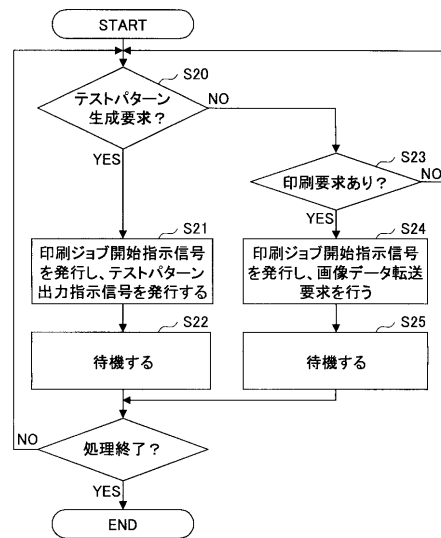 START
S20
テストパターン
生成要求？
NO
YES
S23
印刷要求あり？
NO
YES
S21
印刷ジョブ開始指示信号
を発行し、テストパターン
出力指示信号を発行する
S24
印刷ジョブ開始指示信号
を発行し、画像データ転送
要求を行う
S22
待機する
S25
待機する
処理終了？
NO
YES
END